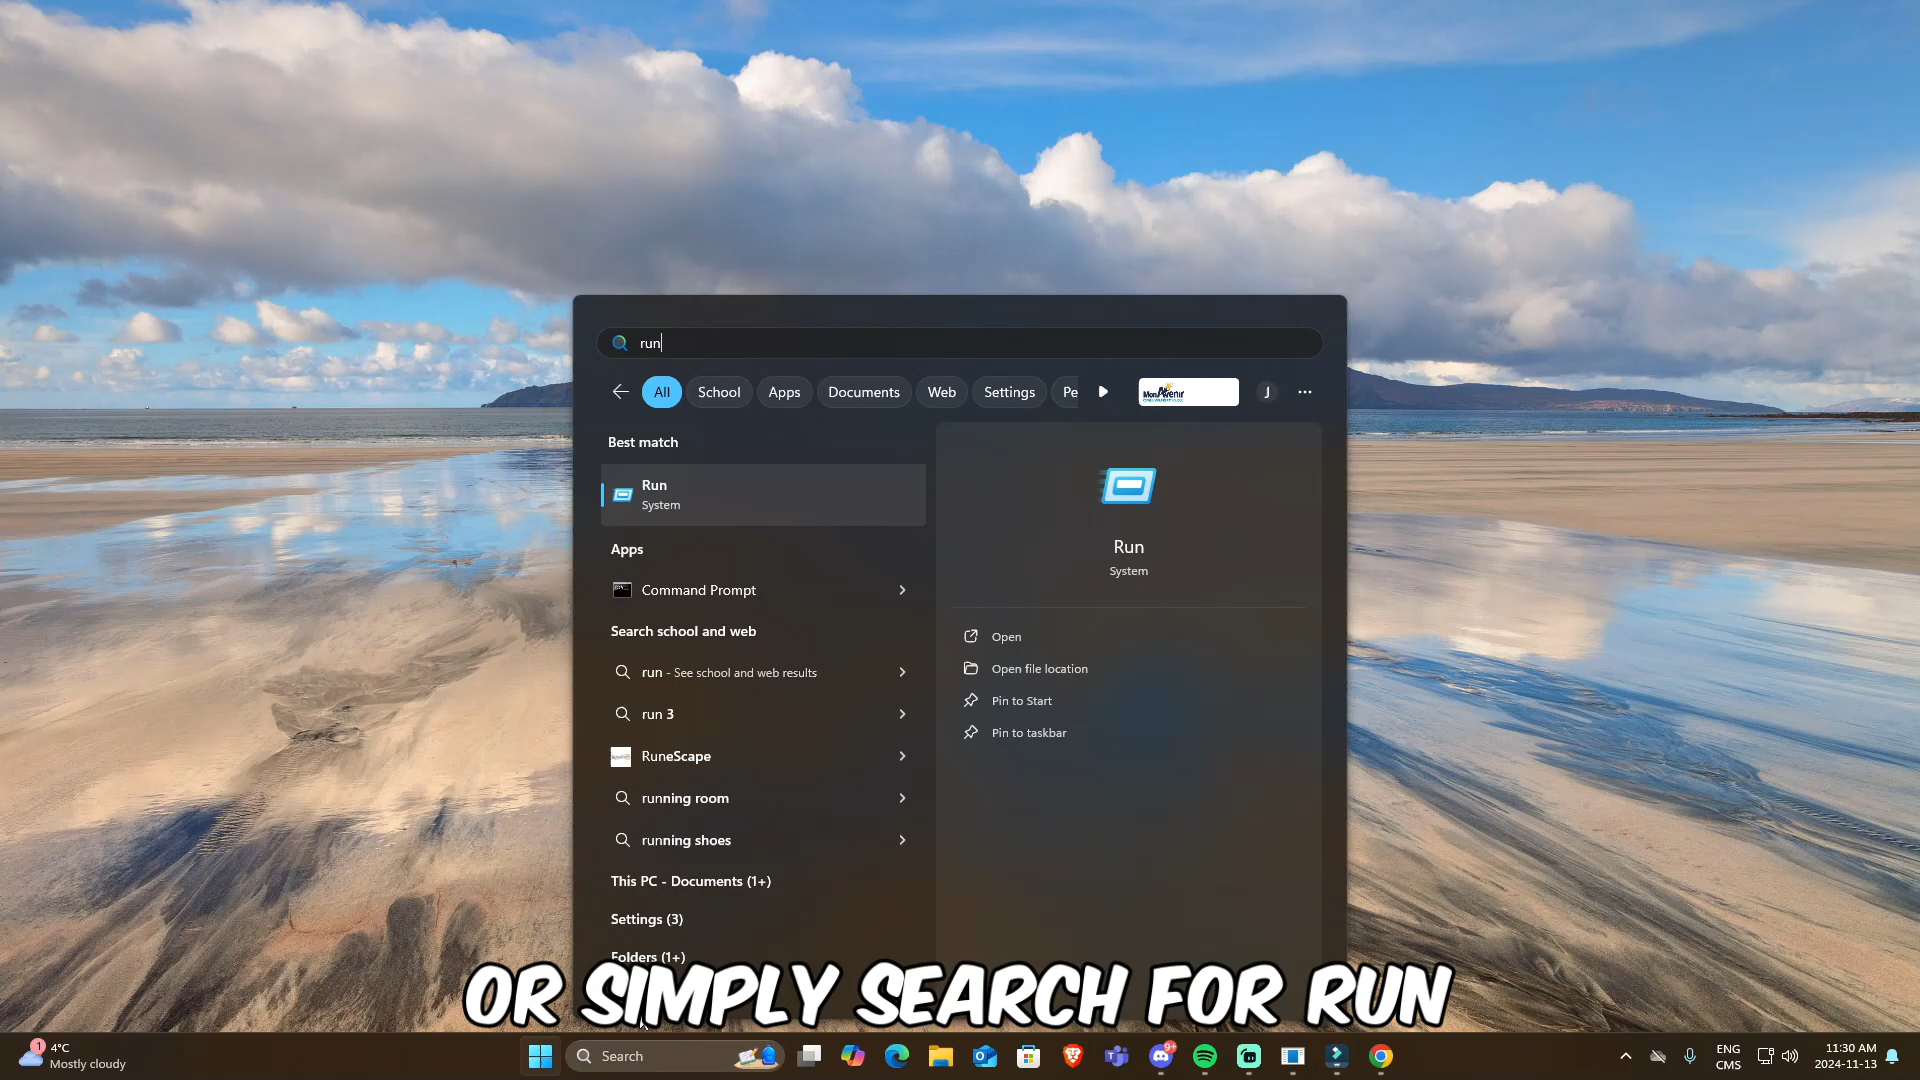 run
All
School
Apps
Documents
Web
Settings
Pe
MonAvenir
J
Best match
Run
System
Apps
Command Prompt
Search school and web
run - See school and web results
run 3
RuneScape
running room
running shoes
This PC - Documents (1+)
Settings (3)
Folders (1+)
Run
System
Open
Open file location
Pin to Start
Pin to taskbar
OR SIMPLY SEARCH FOR RUN
1
4°C
Mostly cloudy
Search
9+
ENG
CMS
11:30 AM
2024-11-13